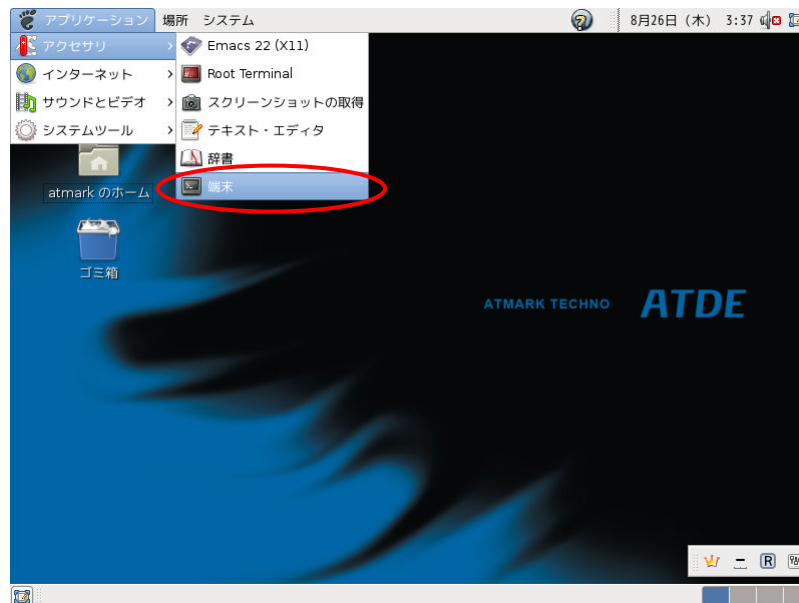 アプリケーション 場所 システム 8月26日 (木) 3:37
アクセサリ
インターネット
サウンドとビデオ
システムツール
Emacs 22 (X11)
Root Terminal
スクリーンショットの取得
テキスト・エディタ
辞書
端末
atmark のホーム
ゴミ箱
ATMARK TECHNO ATDE
R